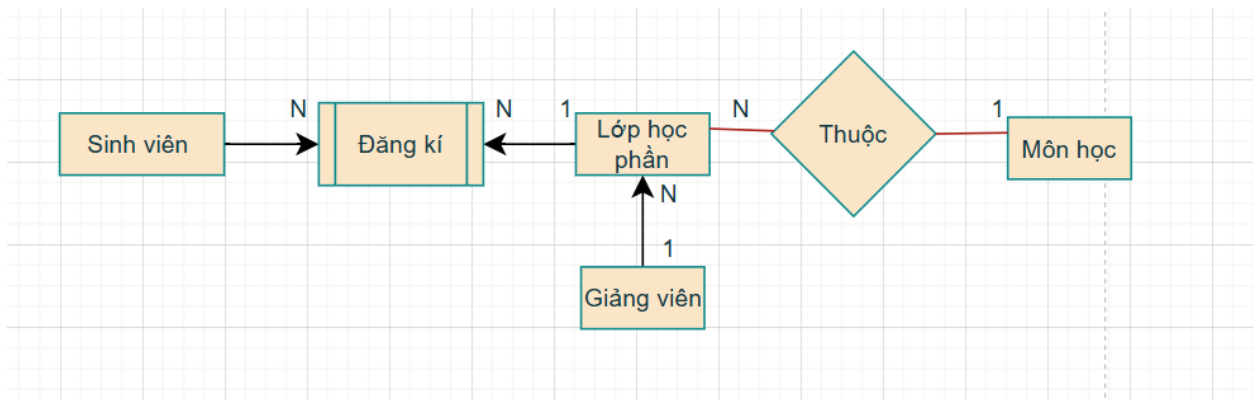 N
N
1
N
1
Sinh viên
Đăng kí
Lớp học
phần
Thuộc
Môn học
N
1
Giảng viên